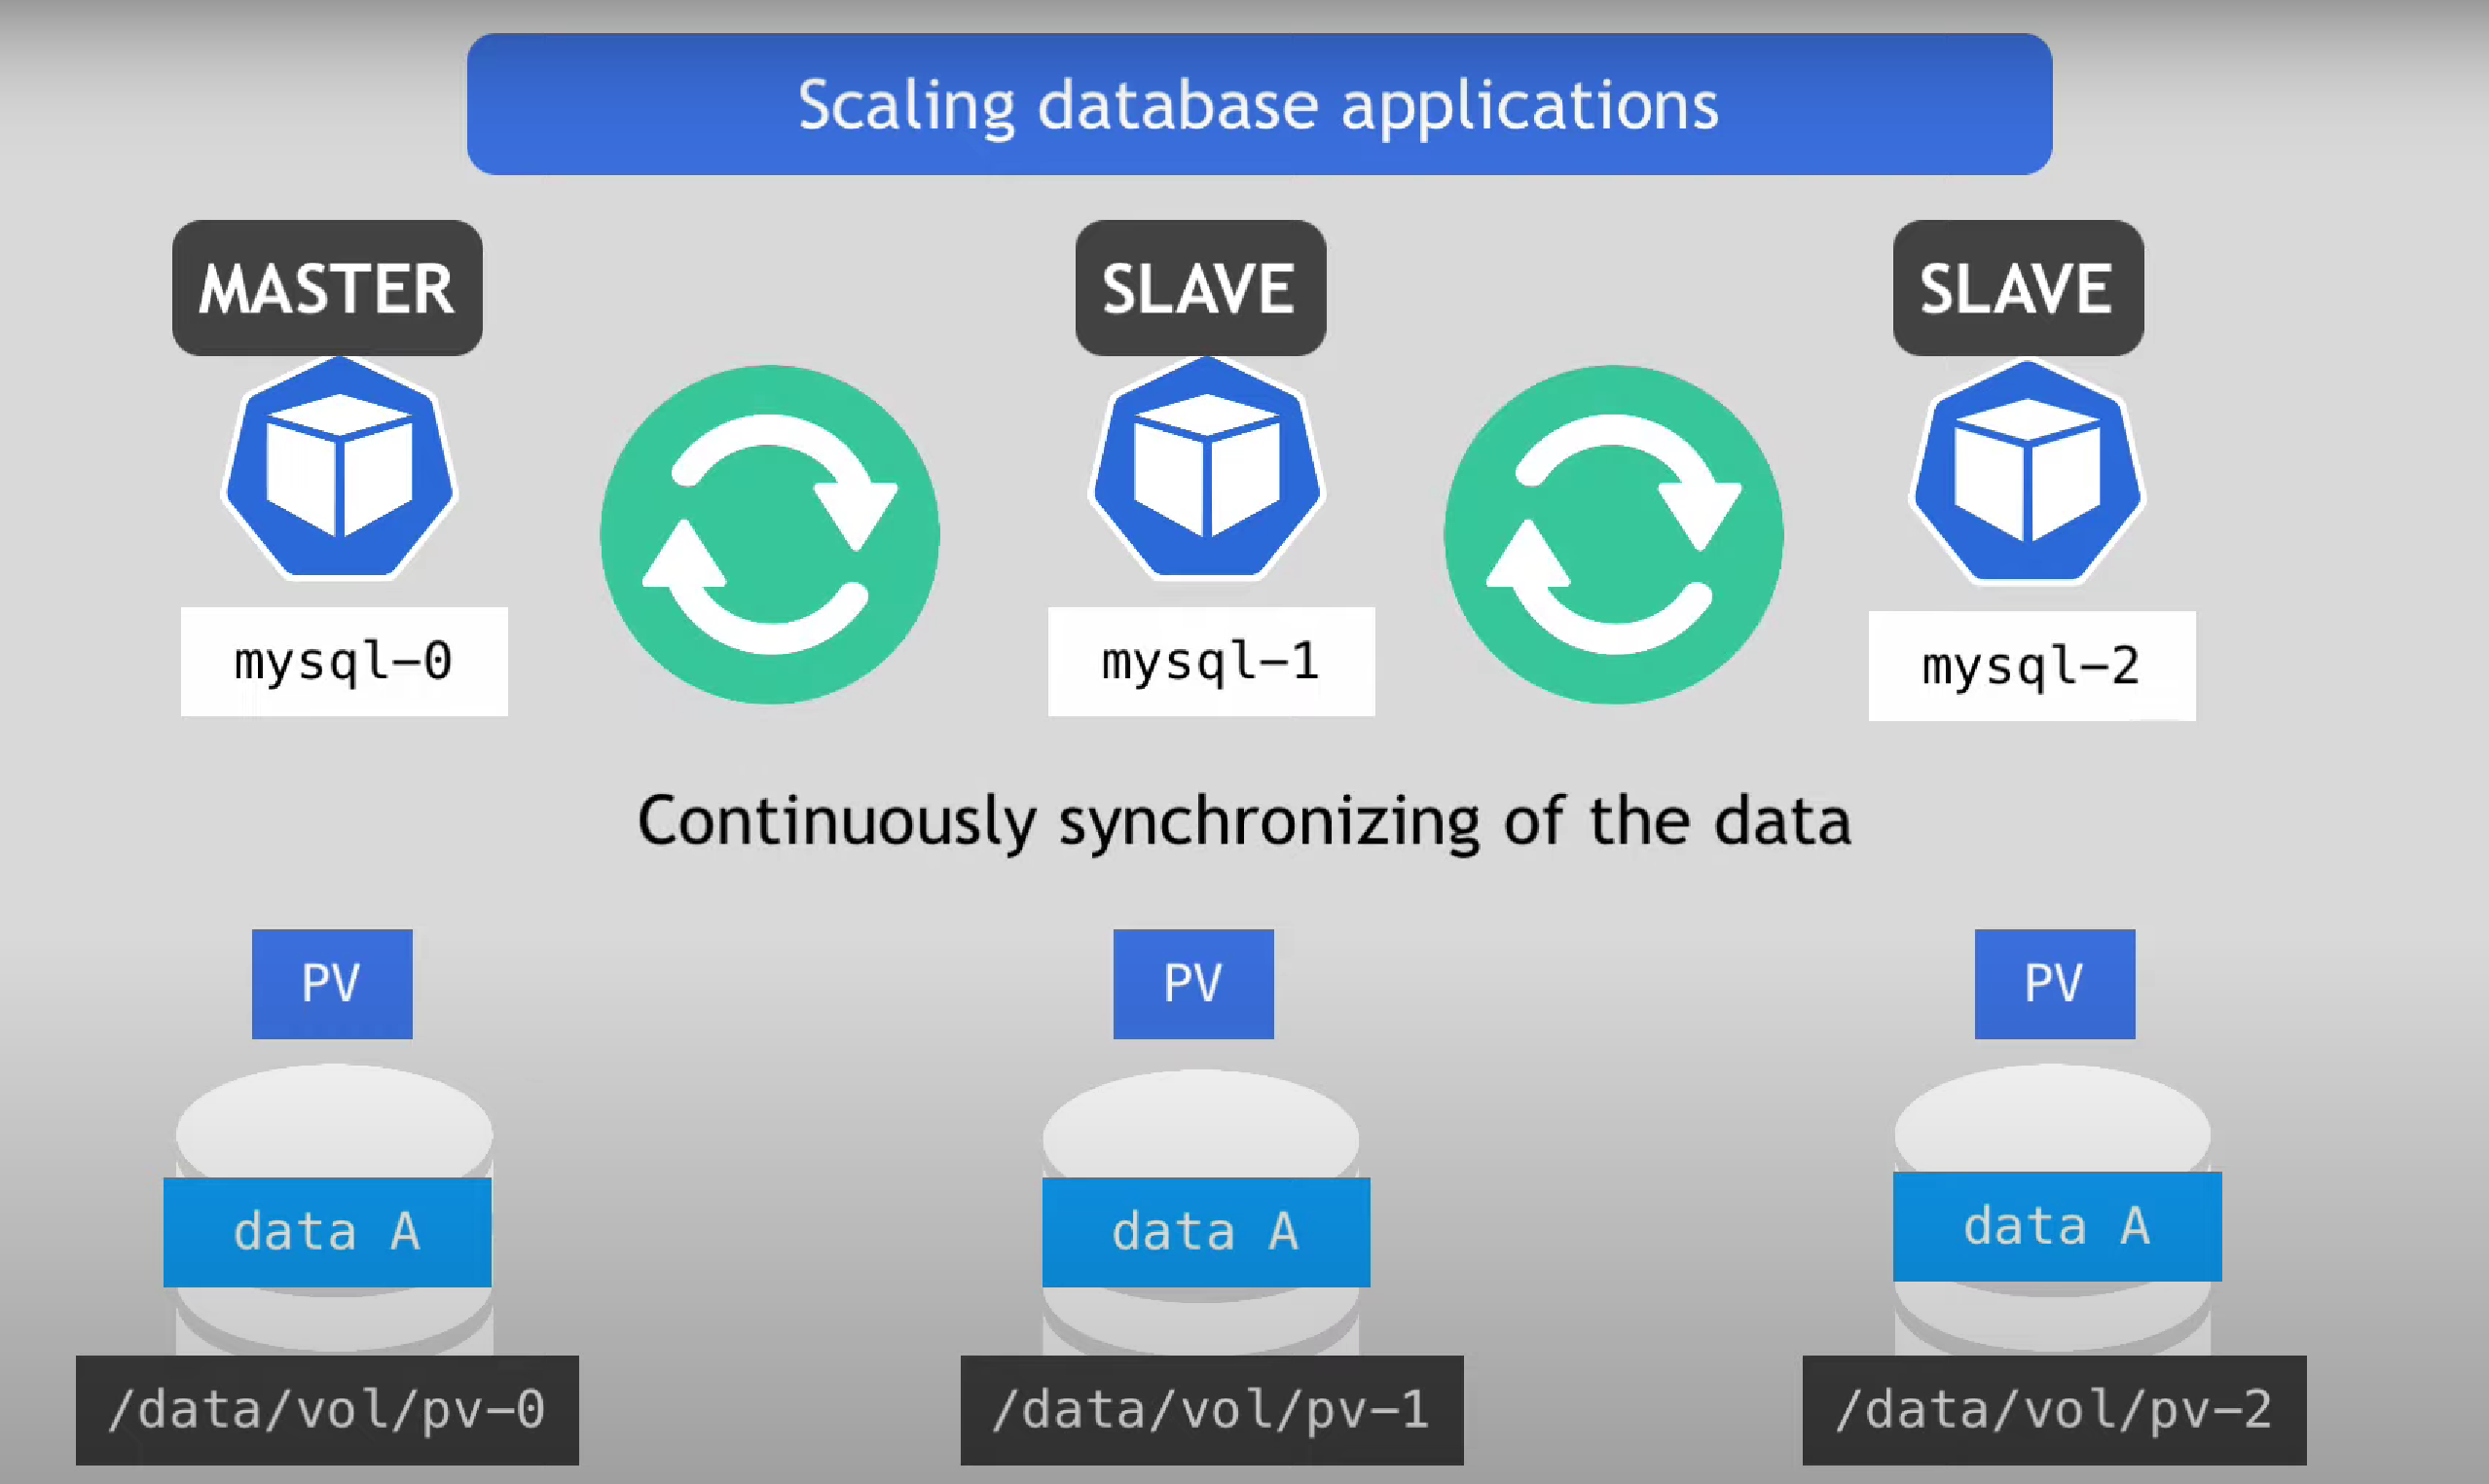 Scaling database applications
MASTER
SLAVE
SLAVE
mysql-0
mysql-1
mysql-2
Continuously synchronizing of the data
PV
PV
PV
data A
data A
data A
/data/vol/pv-0
/data/vol/pv-1
/data/vol/pv-2